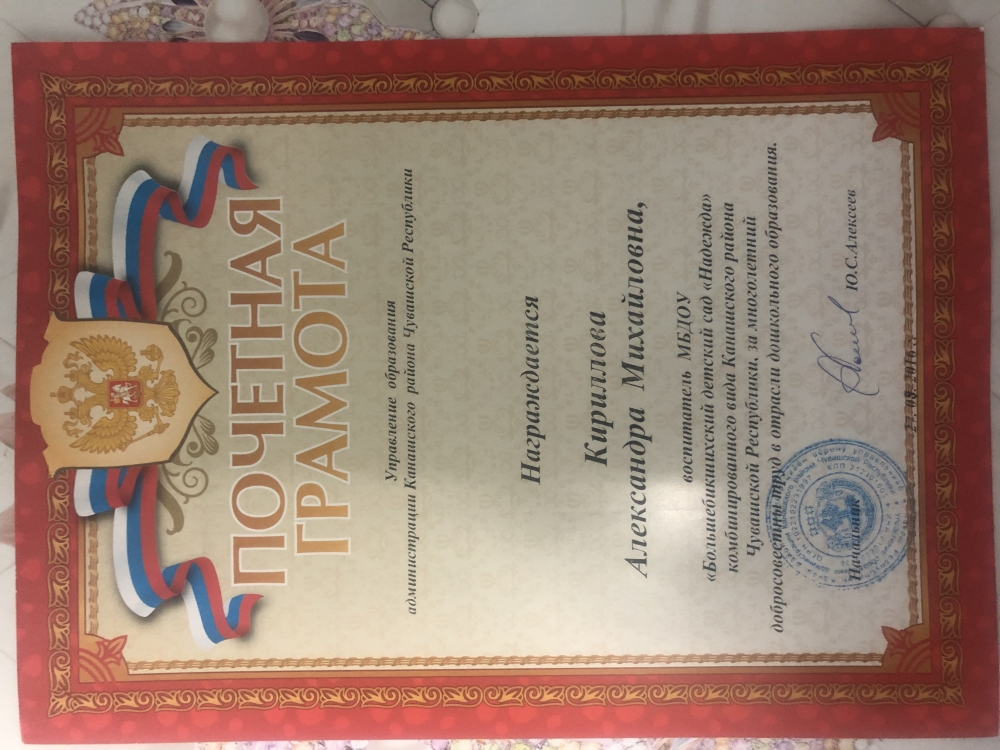 ПОЧЕТНАЯ
ГРАМОТА
Управление образования
администрации Канашского района Чувашской Республики
Награждается
Кириллова
Александра Михайловна,
воспитатель МБДОУ
«Большебикшихский детский сад «Надежда»
комбинированного вида Канашского района
Чувашской Республики, за многолетний
добросовестный труд в отрасли дошкольного образования.
Начальник Ю.С.Алексеев